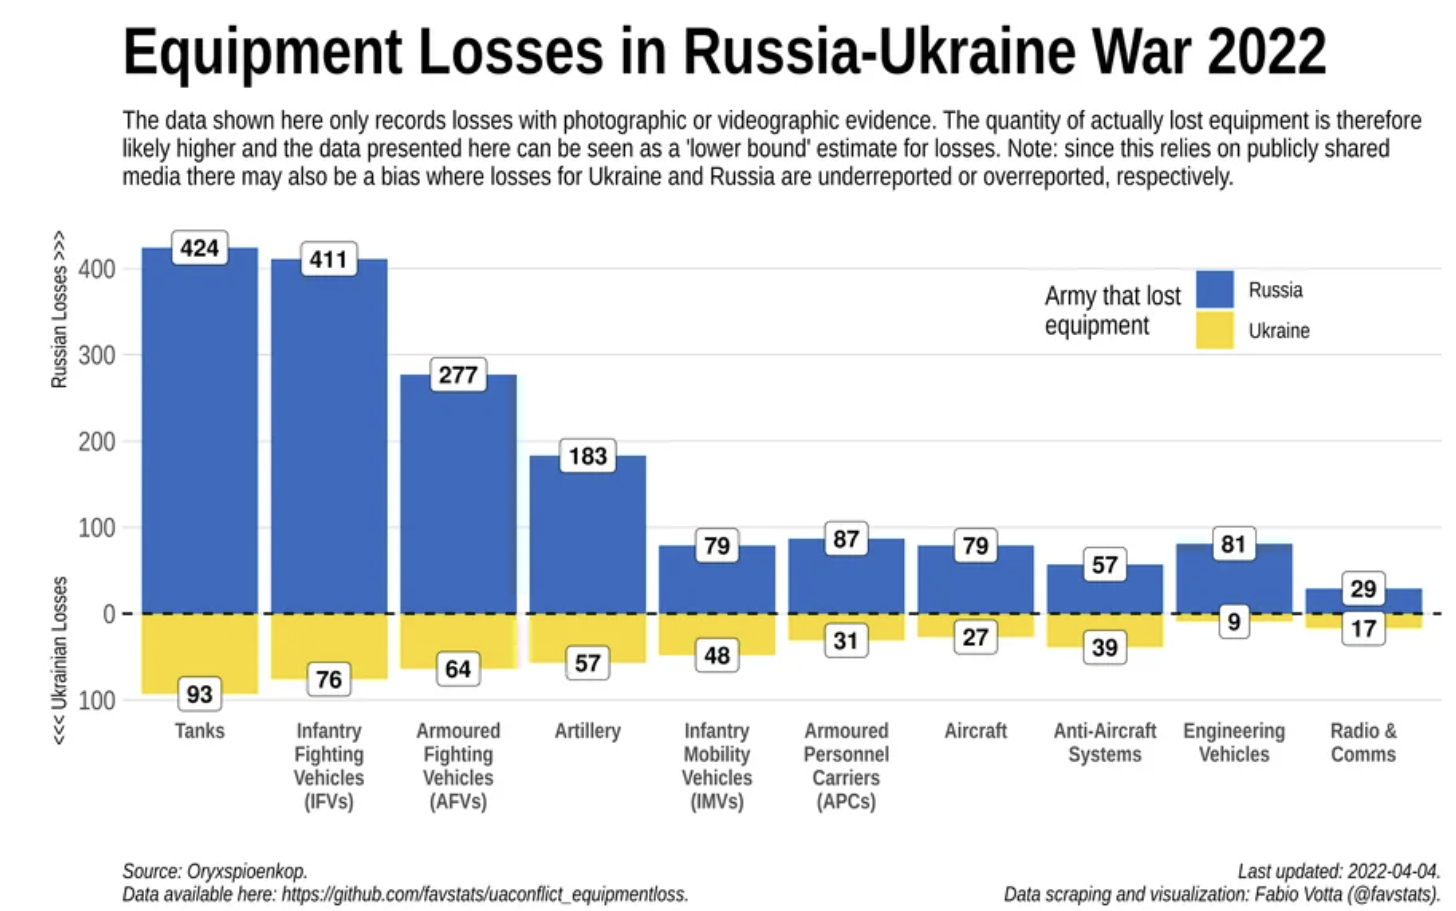 Equipment Losses in Russia-Ukraine War 2022
The data shown here only records losses with photographic or videographic evidence. The quantity of actually lost equipment is therefore
likely higher and the data presented here can be seen as a 'lower bound' estimate for losses. Note: since this relies on publicly shared
media there may also be a bias where losses for Ukraine and Russia are underreported or overreported, respectively.
Russian Losses >>>
<<< Ukrainian Losses
400
300
200
100
0
100
Army that lost
equipment
Russia
Ukraine
424
411
277
183
79
87
79
57
81
29
93
76
64
57
48
31
27
39
9
17
Tanks
Infantry
Fighting
Vehicles
(IFVs)
Armoured
Fighting
Vehicles
(AFVs)
Artillery
Infantry
Mobility
Vehicles
(IMVs)
Armoured
Personnel
Carriers
(APCs)
Aircraft
Anti-Aircraft
Systems
Engineering
Vehicles
Radio &
Comms
Source: Oryxspioenkop.
Data available here: https://github.com/favstats/uaconflict_equipmentloss.
Last updated: 2022-04-04.
Data scraping and visualization: Fabio Votta (@favstats).